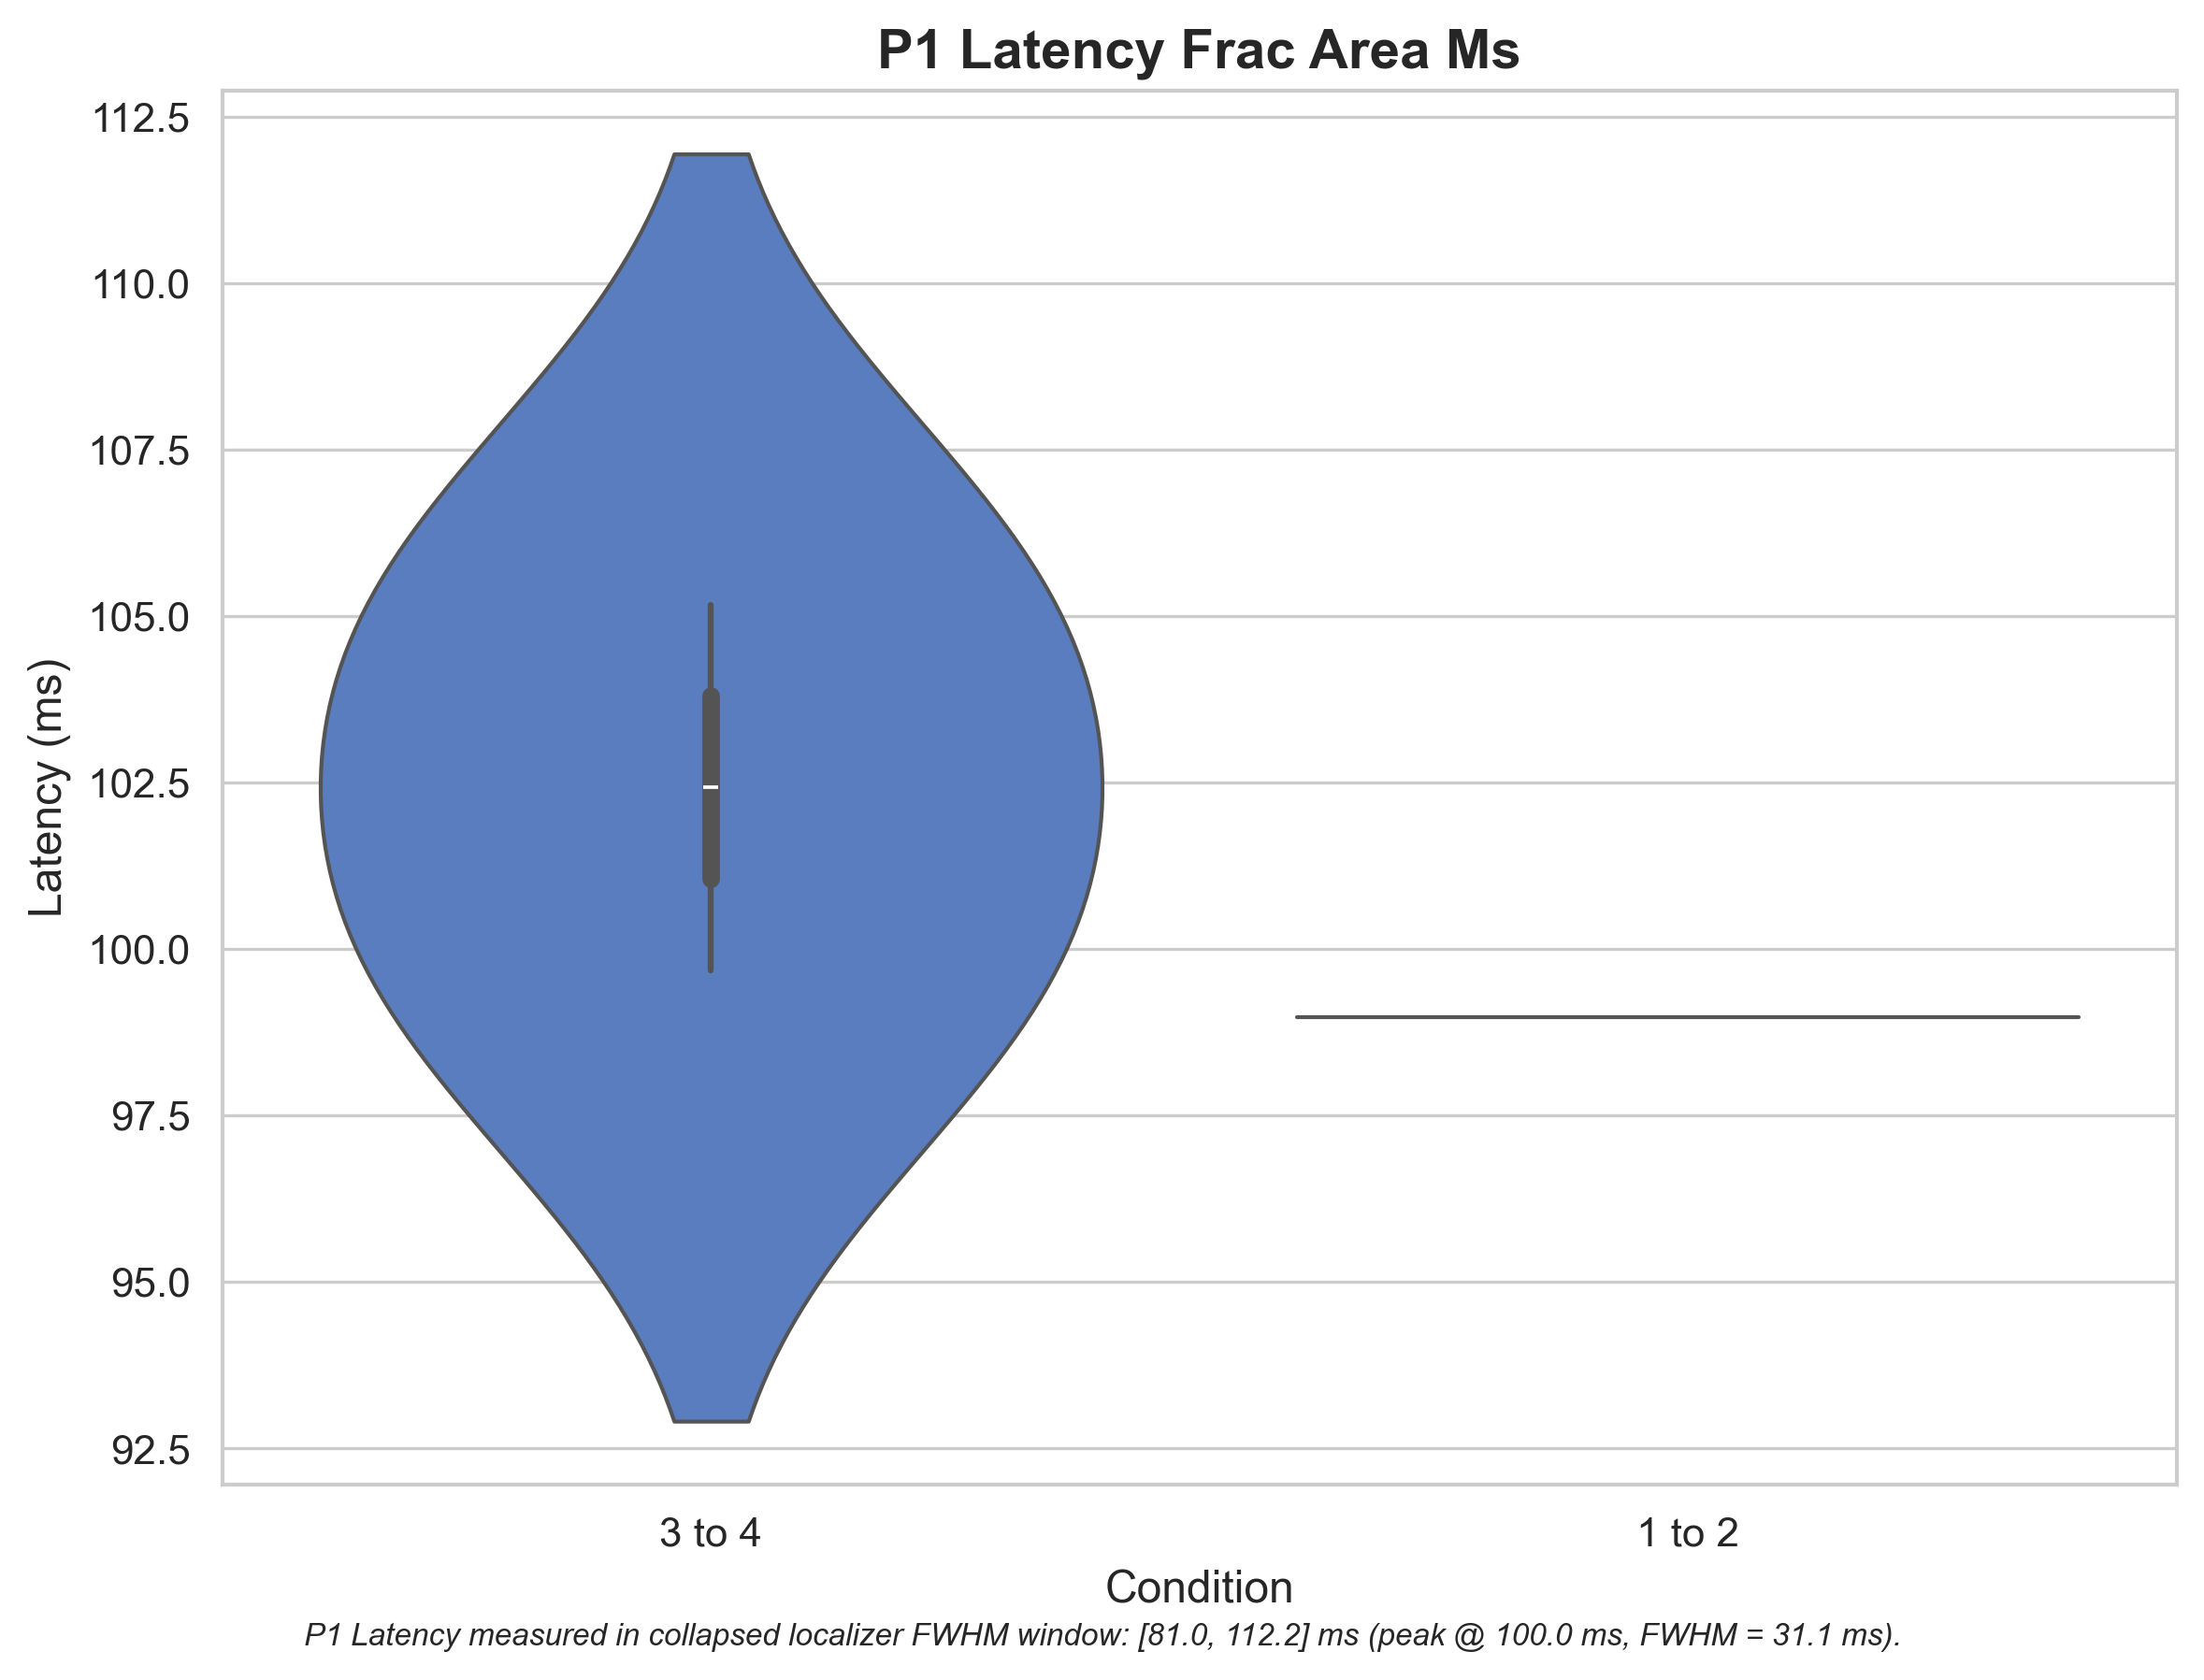 P1 Latency Frac Area Ms
112.5
110.0
107.5
105.0
102.5
100.0
97.5
95.0
92.5
Latency (ms)
3 to 4
1 to 2
Condition
P1 Latency measured in collapsed localizer FWHM window: [81.0, 112.2] ms (peak @ 100.0 ms, FWHM = 31.1 ms).